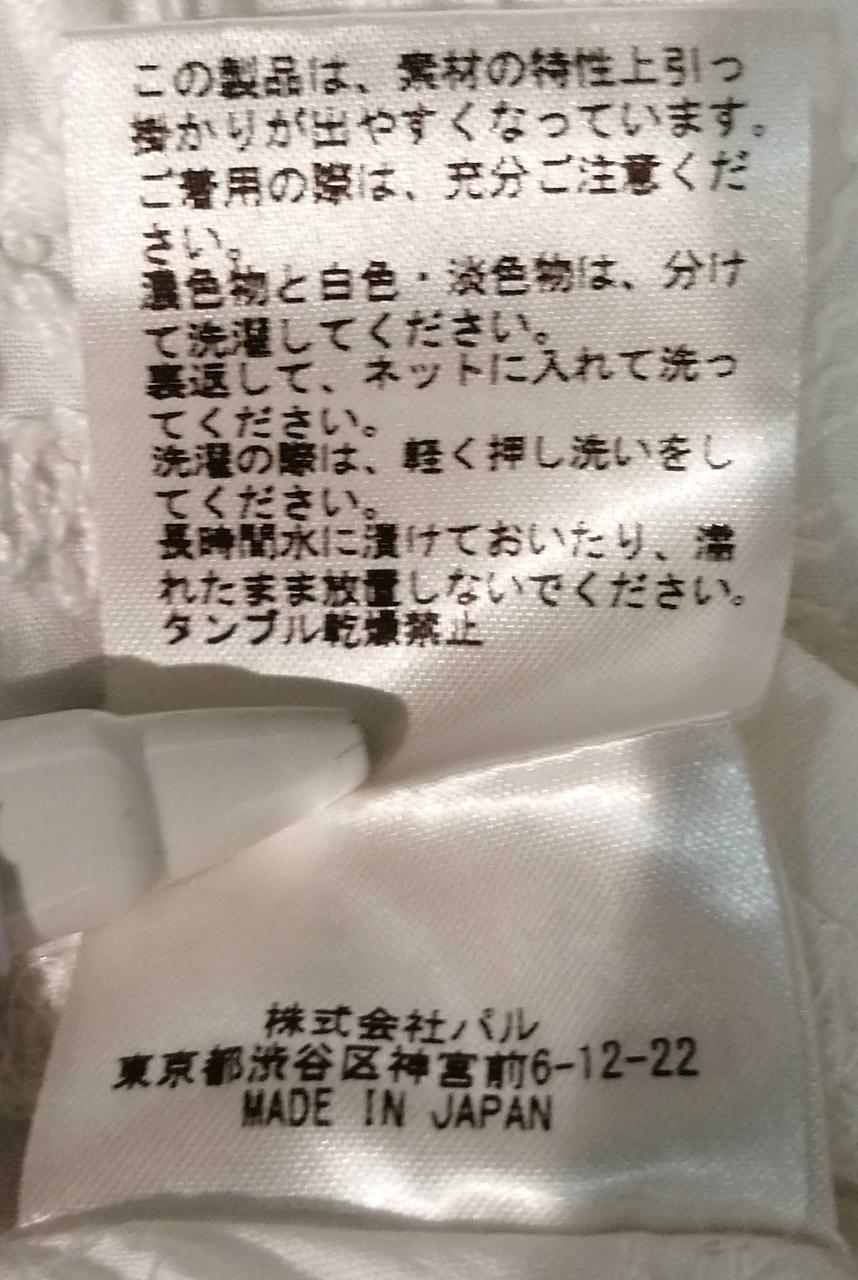 この製品は、素材の特性上引っ
掛かりが出やすくなっています。
ご着用の際は、充分ご注意くだ
さい。
濃色物と白色・淡色物は、分け
て洗濯してください。
裏返して、ネットに入れて洗っ
てください。
洗濯の際は、軽く押し洗いをし
てください。
長時間水に漬けておいたり、濡
れたまま放置しないでください。
タンブル乾燥禁止
株式会社パル
東京都渋谷区神宮前6-12-22
MADE IN JAPAN